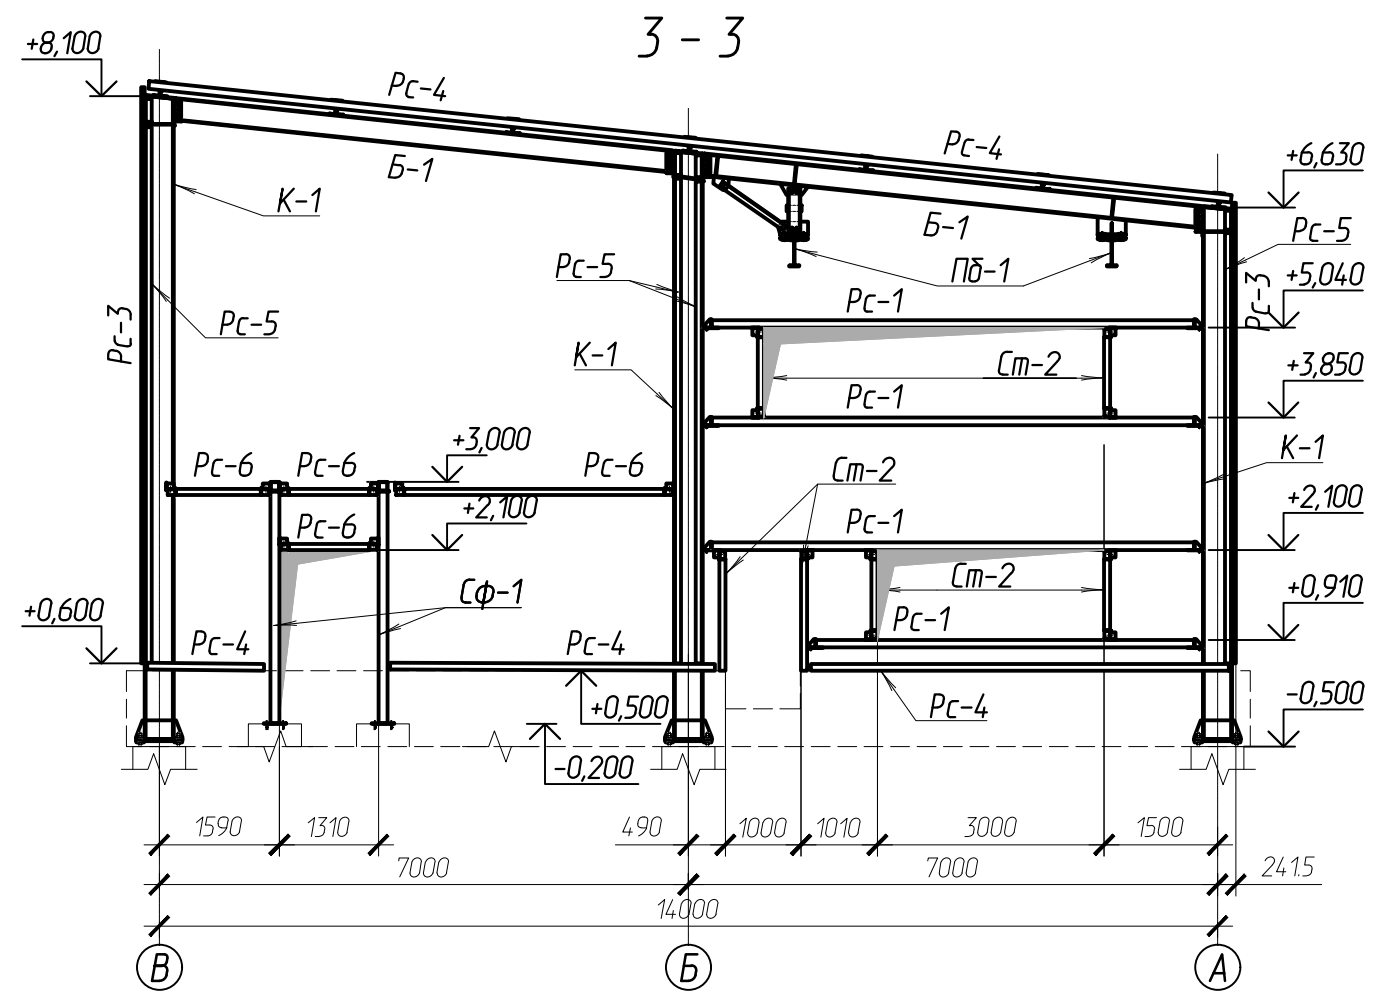 3 - 3
+8,100
Рс-4
Рс-4
+6,630
Б-1
К-1
Б-1
Рс-5
Пб-1
Рс-5
+5,040
Рс-1
Рс-3
Рс-3
Рс-5
К-1
Ст-2
+3,850
Рс-1
+3,000
К-1
Рс-6
Рс-6
Рс-6
Ст-2
+2,100
+2,100
Рс-6
Рс-1
Ст-2
+0,910
Сф-1
+0,600
Рс-1
Рс-4
Рс-4
-0,500
+0,500
Рс-4
-0,200
1590
1310
490
1000
1010
3000
1500
7000
7000
241.5
14000
В
Б
А